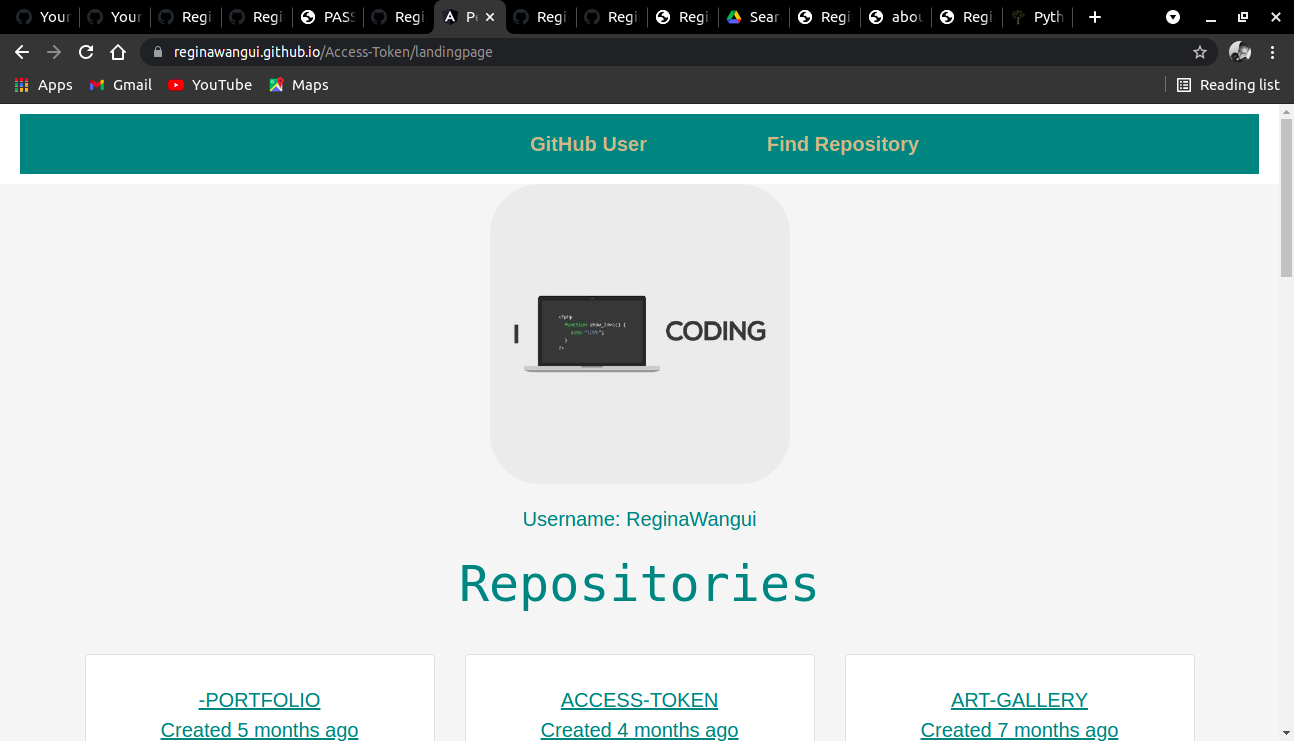 Your Your Regi Regi PASS Regi Pe Regi Regi Regi Sear Regi abou Regi Pyth
reginawangui.github.io/Access-Token/landingpage
Apps Gmail YouTube Maps Reading list
GitHub User Find Repository
<?php
function show_love() {
echo "LOVE";
}
?>
I CODING
Username: ReginaWangui
Repositories
-PORTFOLIO ACCESS-TOKEN ART-GALLERY
Created 5 months ago Created 4 months ago Created 7 months ago